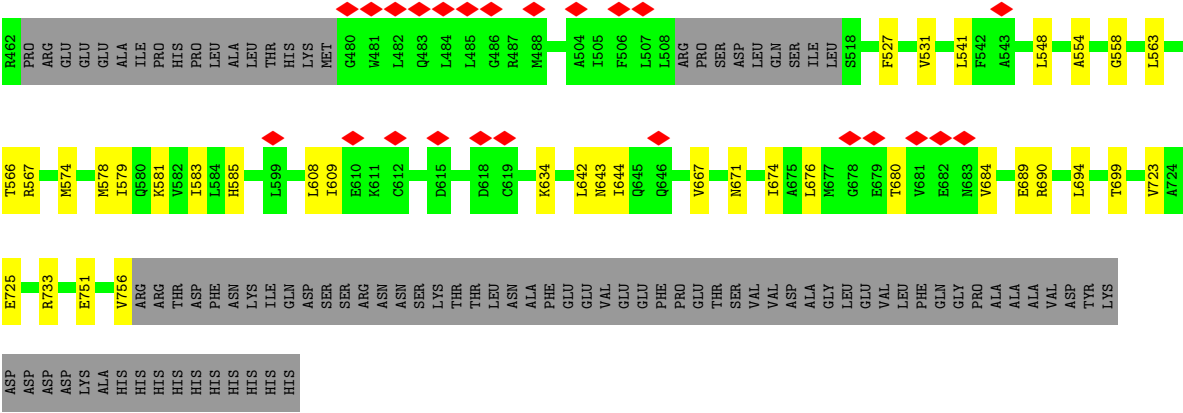 R462 PRO ARG GLU GLU GLU ALA ILE PRO HIS PRO PRO LEU ALA LEU THR HIS LYS MET G480 W481 L482 Q483 L484 L485 G486 R487 M488 A504 I505 F506 L507 L508 ARG PRO SER ASP LEU GLN SER ILE LEU S518 F527 V531 L541 F542 A543 L548 A554 G558 L563
T566 R567 M574 M578 I579 Q580 K581 V582 I583 L584 H585 L599 L608 I609 E610 K611 C612 D615 D618 C619 K634 L642 N643 I644 Q645 Q646 V667 N671 I674 A675 L676 M677 G678 E679 T680 V681 E682 N683 V684 E689 R690 L694 T699 V723 A724
E725 R733 E751 V756 ARG ARG THR ASP PHE ASN LYS ILE GLN ASP SER SER ARG ASN ASN SER LYS THR THR LEU ASN ALA PHE GLU GLU VAL GLU GLU PHE PRO GLU THR SER VAL VAL ASP ALA GLY LEU GLU VAL LEU PHE GLN GLY PRO ALA ALA ALA VAL ASP TYR LYS
ASP ASP ASP ASP LYS ALA HIS HIS HIS HIS HIS HIS HIS HIS HIS HIS